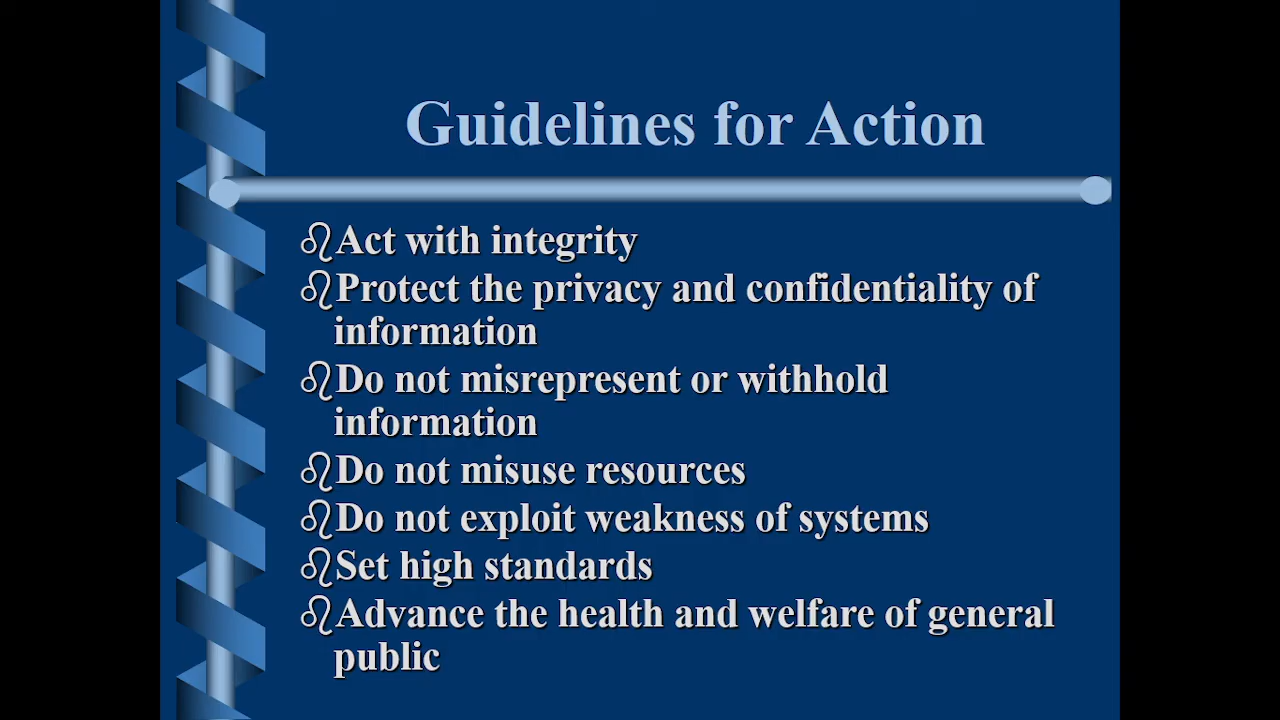 Guidelines for Action
Act with integrity
Protect the privacy and confidentiality of
information
Do not misrepresent or withhold
information
Do not misuse resources
Do not exploit weakness of systems
Set high standards
Advance the health and welfare of general
public